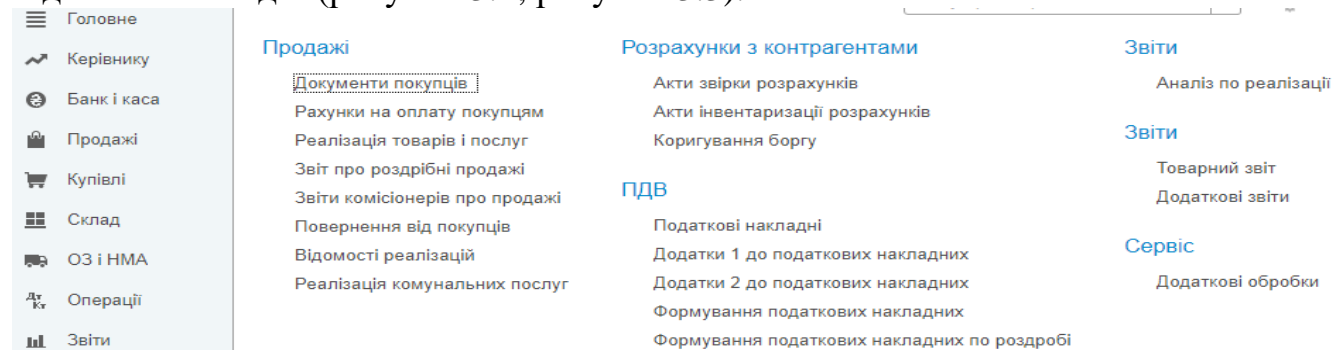 Головне
Керівнику
Банк і каса
Продажі
Купівлі
Склад
ОЗ і НМА
Операції
Звіти
Продажі
Документи покупців
Рахунки на оплату покупцям
Реалізація товарів і послуг
Звіт про роздрібні продажі
Звіти комісіонерів про продажі
Повернення від покупців
Відомості реалізацій
Реалізація комунальних послуг
Розрахунки з контрагентами
Акти звірки розрахунків
Акти інвентаризації розрахунків
Коригування боргу
ПДВ
Податкові накладні
Додатки 1 до податкових накладних
Додатки 2 до податкових накладних
Формування податкових накладних
Формування податкових накладних по роздробі
Звіти
Аналіз по реалізації
Звіти
Товарний звіт
Додаткові звіти
Сервіс
Додаткові обробки